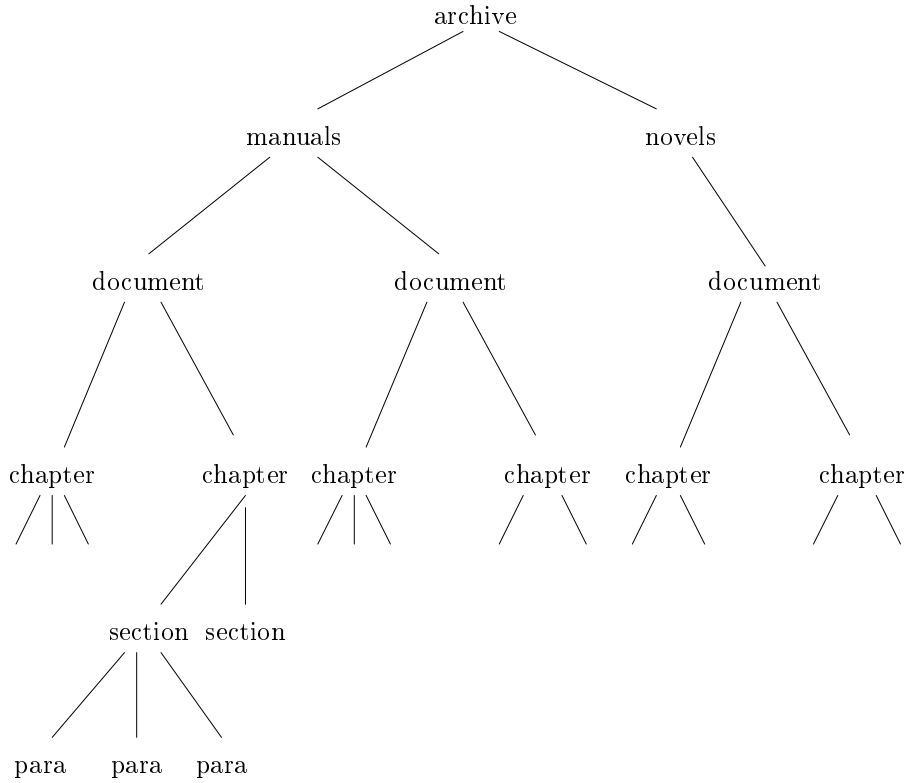 archive
manuals novels
document document document
chapter chapter chapter chapter chapter chapter
section section
para para para